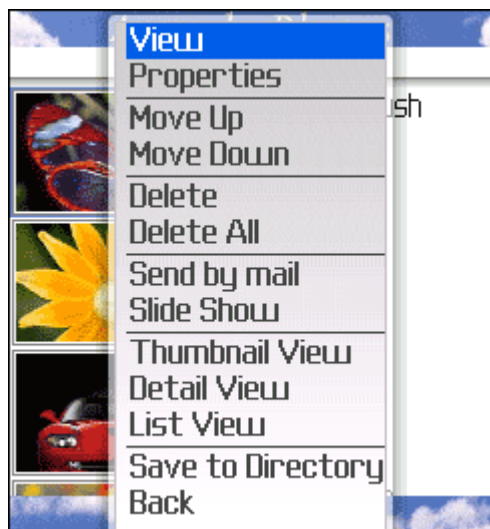 View
Properties
Move Up
ush
Move Down
Delete
Delete All
Send by mail
Slide Show
Thumbnail View
Detail View
List View
Save to Directory
Back